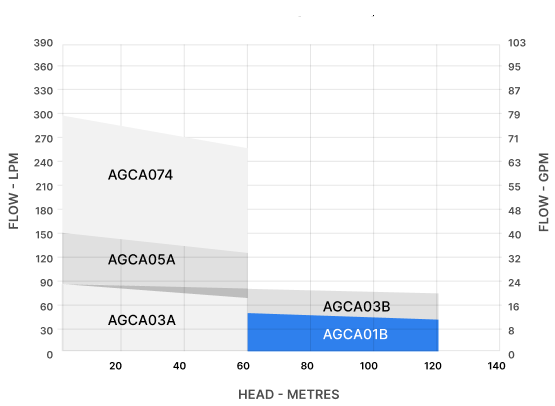 390 103
360 95
330 87
300 79
270 71
240 63
210 55
180 48
150 40
120 32
90 24
60 16
30 8
0 0
FLOW - LPM
FLOW - GPM
AGCA074
AGCA05A
AGCA03A
AGCA03B
AGCA01B
20 40 60 80 100 120 140
HEAD - METRES